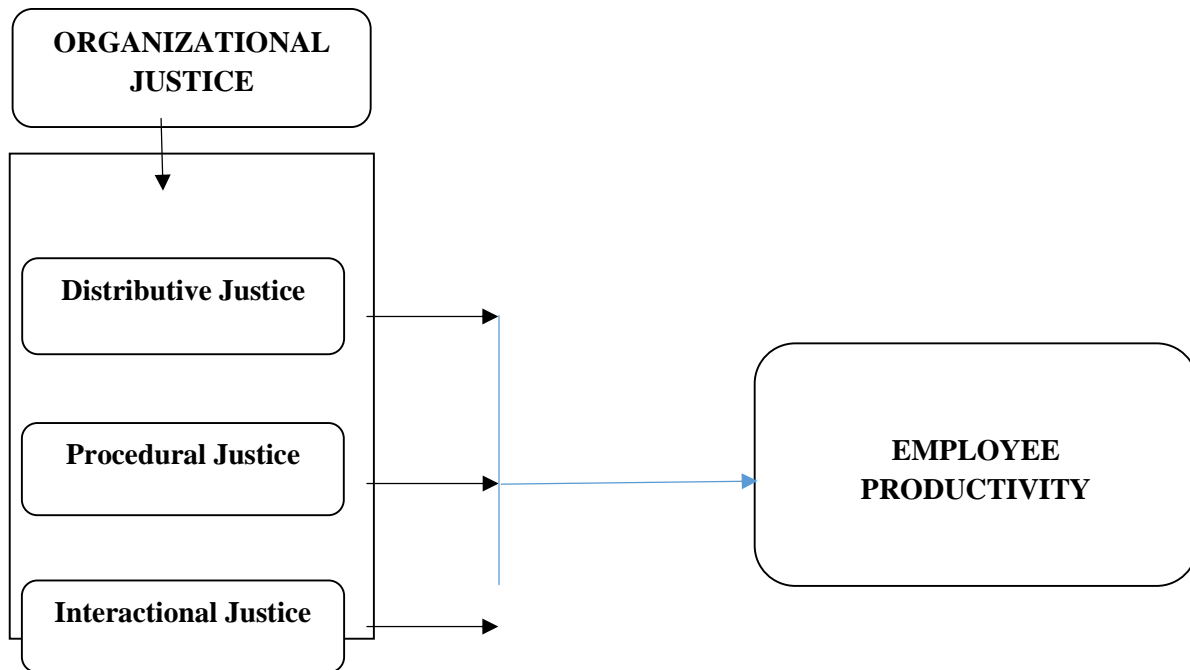 ORGANIZATIONAL
JUSTICE
Distributive Justice
Procedural Justice
Interactional Justice
EMPLOYEE
PRODUCTIVITY